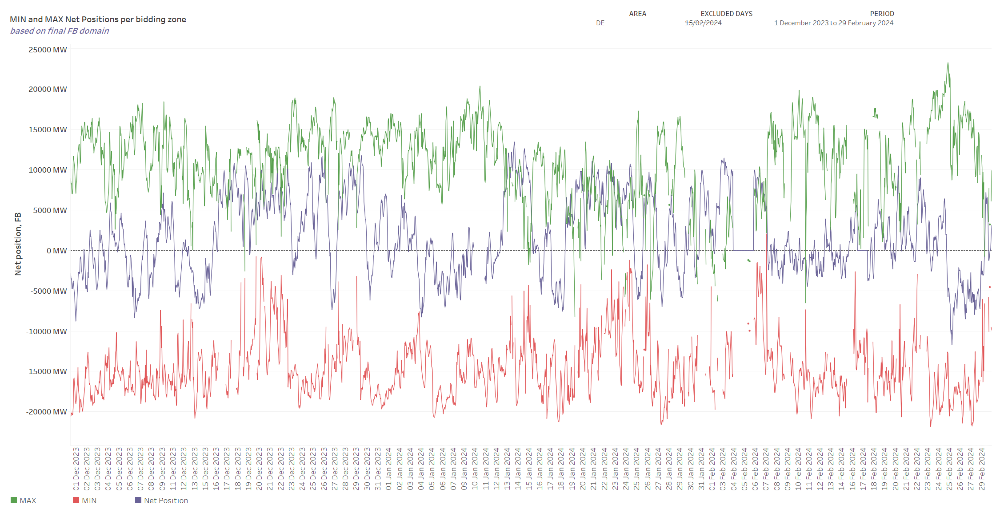 MIN and MAX Net Positions per bidding zone
based on final FB domain
AREA
DE
EXCLUDED DAYS
15/02/2024
PERIOD
1 December 2023 to 29 February 2024
Net position, FB
25000 MW
20000 MW
15000 MW
10000 MW
5000 MW
0 MW
-5000 MW
-10000 MW
-15000 MW
-20000 MW
01 Dec 2023
02 Dec 2023
03 Dec 2023
04 Dec 2023
05 Dec 2023
06 Dec 2023
07 Dec 2023
08 Dec 2023
09 Dec 2023
11 Dec 2023
12 Dec 2023
13 Dec 2023
15 Dec 2023
16 Dec 2023
17 Dec 2023
18 Dec 2023
19 Dec 2023
20 Dec 2023
21 Dec 2023
22 Dec 2023
23 Dec 2023
24 Dec 2023
25 Dec 2023
26 Dec 2023
27 Dec 2023
28 Dec 2023
29 Dec 2023
30 Dec 2023
31 Dec 2023
01 Jan 2024
02 Jan 2024
03 Jan 2024
04 Jan 2024
05 Jan 2024
06 Jan 2024
07 Jan 2024
09 Jan 2024
10 Jan 2024
11 Jan 2024
12 Jan 2024
13 Jan 2024
14 Jan 2024
15 Jan 2024
16 Jan 2024
17 Jan 2024
18 Jan 2024
19 Jan 2024
20 Jan 2024
21 Jan 2024
22 Jan 2024
23 Jan 2024
24 Jan 2024
25 Jan 2024
26 Jan 2024
27 Jan 2024
28 Jan 2024
29 Jan 2024
30 Jan 2024
31 Jan 2024
01 Feb 2024
03 Feb 2024
04 Feb 2024
05 Feb 2024
06 Feb 2024
07 Feb 2024
08 Feb 2024
09 Feb 2024
10 Feb 2024
11 Feb 2024
12 Feb 2024
13 Feb 2024
14 Feb 2024
16 Feb 2024
17 Feb 2024
18 Feb 2024
19 Feb 2024
20 Feb 2024
21 Feb 2024
22 Feb 2024
23 Feb 2024
24 Feb 2024
25 Feb 2024
26 Feb 2024
27 Feb 2024
29 Feb 2024
MAX
MIN
Net Position